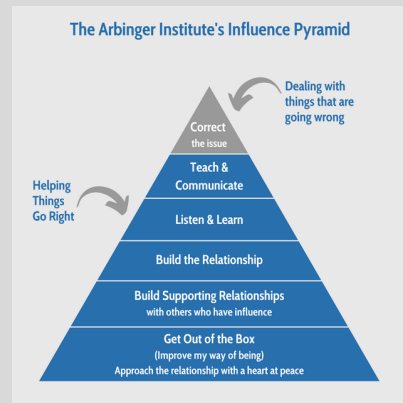 The Arbinger Institute's Influence Pyramid
Dealing with
things that are
going wrong
Correct
the issue
Teach &
Communicate
Helping
Things
Go Right
Listen & Learn
Build the Relationship
Build Supporting Relationships
with others who have influence
Get Out of the Box
(Improve my way of being)
Approach the relationship with a heart at peace